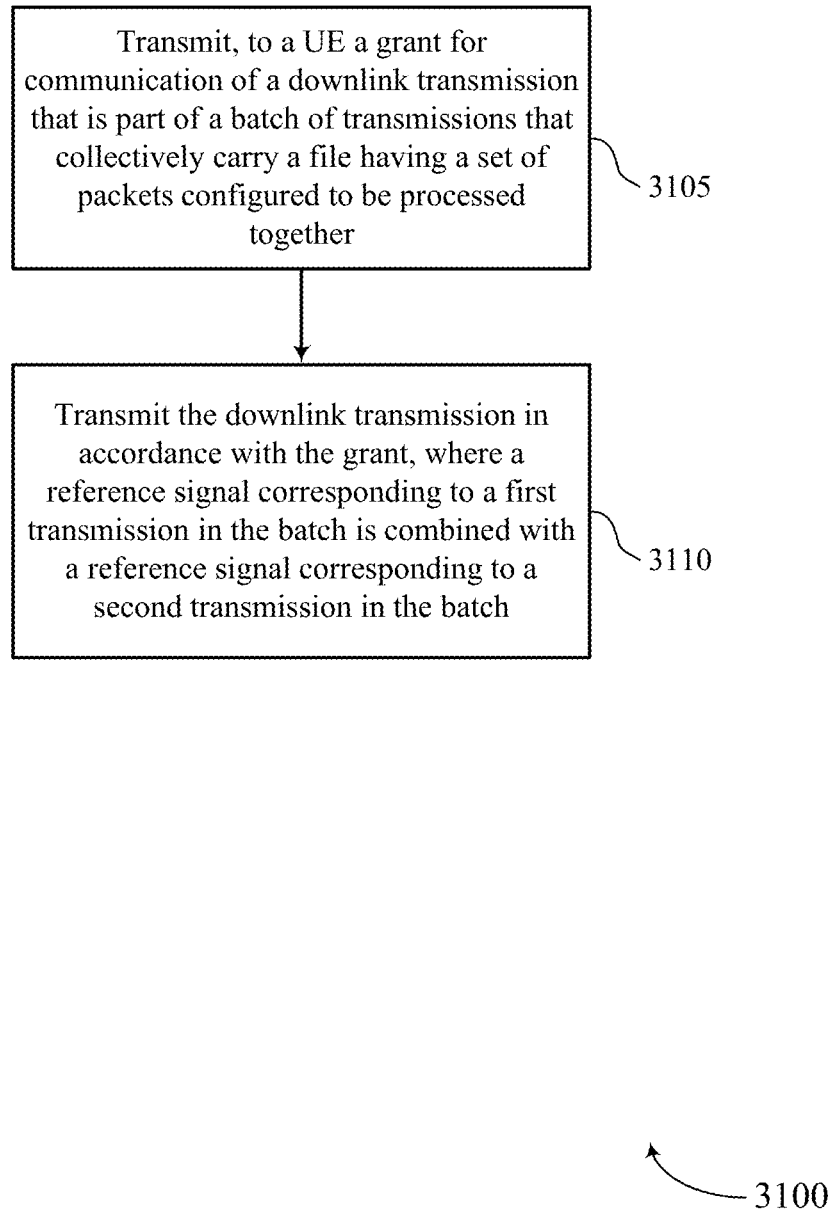 Transmit, to a UE a grant for
communication of a downlink transmission
that is part of a batch of transmissions that
collectively carry a file having a set of
packets configured to be processed
together
3105
Transmit the downlink transmission in
accordance with the grant, where a
reference signal corresponding to a first
transmission in the batch is combined with
a reference signal corresponding to a
second transmission in the batch
3110
3100